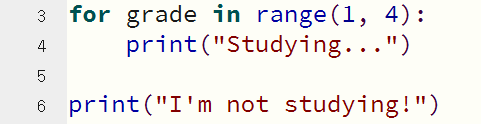 3 for grade in range(1, 4):
4     print("Studying...")
5
6 print("I'm not studying!")